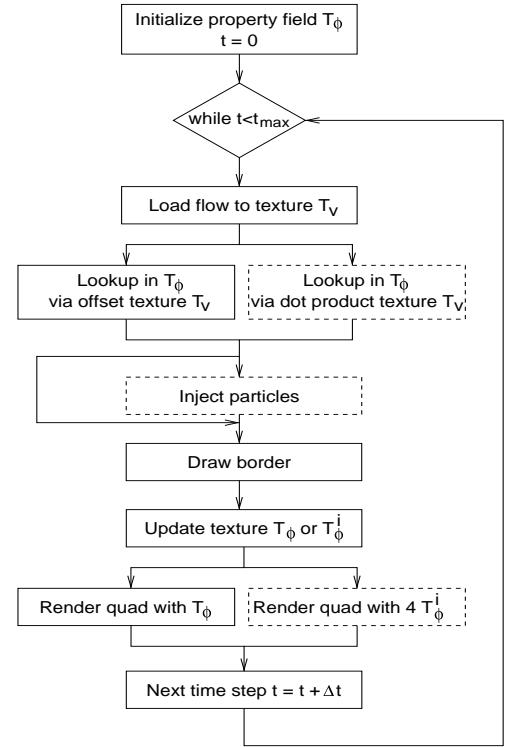 Initialize property field T_ϕ
t = 0
while t<t_max
Load flow to texture T_v
Lookup in T_ϕ
via offset texture T_v
Lookup in T_ϕ
via dot product texture T_v
Inject particles
Draw border
Update texture T_ϕ or T_ϕ^i
Render quad with T_ϕ
Render quad with 4 T_ϕ^i
Next time step t = t + Δt